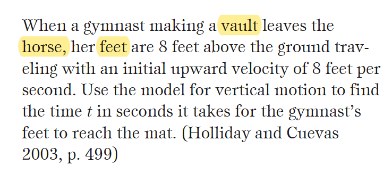 When a gymnast making a vault leaves the
horse, her feet are 8 feet above the ground trav-
eling with an initial upward velocity of 8 feet per
second. Use the model for vertical motion to find
the time t in seconds it takes for the gymnast’s
feet to reach the mat. (Holliday and Cuevas
2003, p. 499)